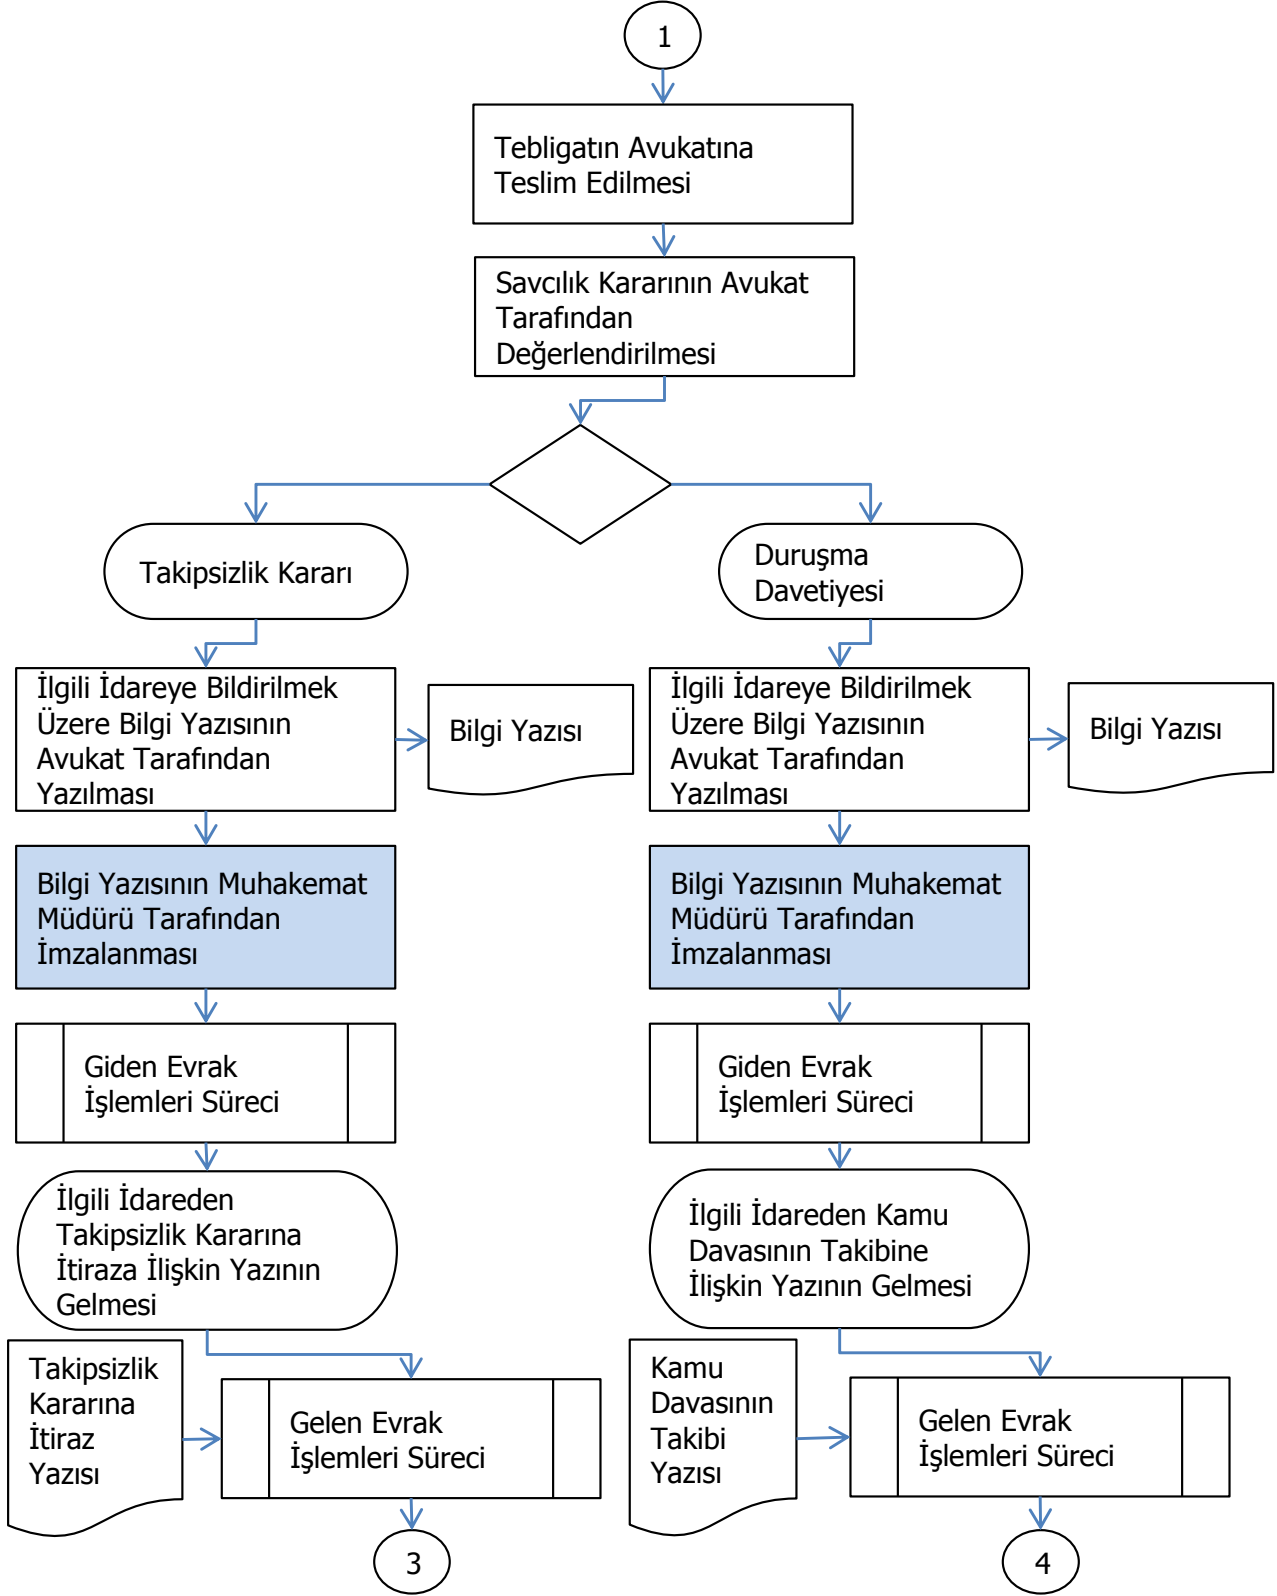 1
Tebligatın Avukatına
Teslim Edilmesi
Savcılık Kararının Avukat
Tarafından
Değerlendirilmesi
Takipsizlik Kararı
Duruşma
Davetiyesi
İlgili İdareye Bildirilmek
Üzere Bilgi Yazısının
Avukat Tarafından
Yazılması
Bilgi Yazısı
İlgili İdareye Bildirilmek
Üzere Bilgi Yazısının
Avukat Tarafından
Yazılması
Bilgi Yazısı
Bilgi Yazısının Muhakemat
Müdürü Tarafından
İmzalanması
Bilgi Yazısının Muhakemat
Müdürü Tarafından
İmzalanması
Giden Evrak
İşlemleri Süreci
Giden Evrak
İşlemleri Süreci
İlgili İdareden
Takipsizlik Kararına
İtiraza İlişkin Yazının
Gelmesi
İlgili İdareden Kamu
Davasının Takibine
İlişkin Yazının Gelmesi
Takipsizlik
Kararına
İtiraz
Yazısı
Gelen Evrak
İşlemleri Süreci
Kamu
Davasının
Takibi
Yazısı
Gelen Evrak
İşlemleri Süreci
3
4